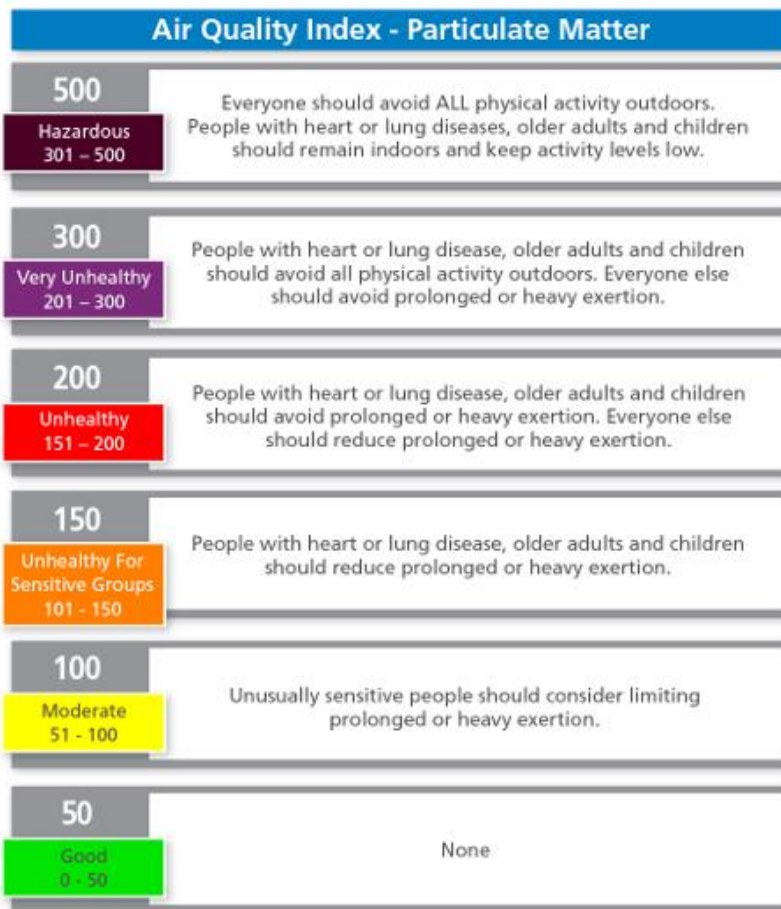 Air Quality Index - Particulate Matter
500
Hazardous
301 – 500
Everyone should avoid ALL physical activity outdoors.
People with heart or lung diseases, older adults and children
should remain indoors and keep activity levels low.
300
Very Unhealthy
201 – 300
People with heart or lung disease, older adults and children
should avoid all physical activity outdoors. Everyone else
should avoid prolonged or heavy exertion.
200
Unhealthy
151 – 200
People with heart or lung disease, older adults and children
should avoid prolonged or heavy exertion. Everyone else
should reduce prolonged or heavy exertion.
150
Unhealthy For
Sensitive Groups
101 - 150
People with heart or lung disease, older adults and children
should reduce prolonged or heavy exertion.
100
Moderate
51 - 100
Unusually sensitive people should consider limiting
prolonged or heavy exertion.
50
Good
0 - 50
None